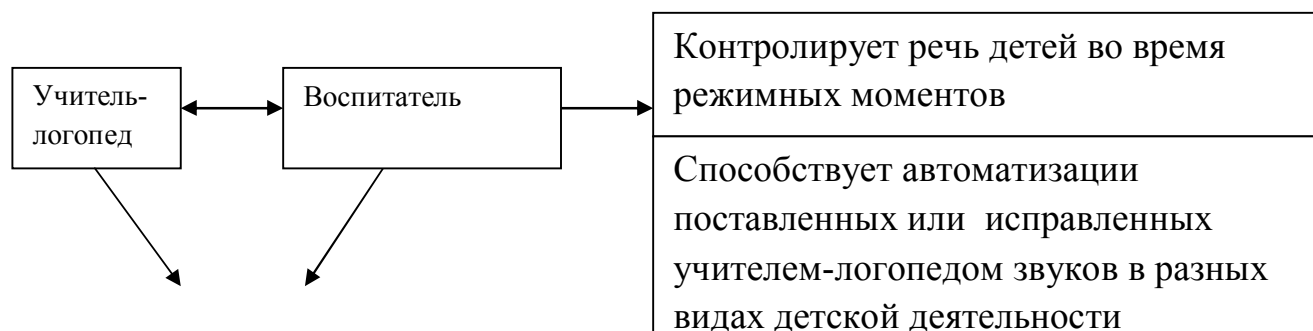 Учитель-
логопед
Воспитатель
Контролирует речь детей во время
режимных моментов
Способствует автоматизации
поставленных или исправленных
учителем-логопедом звуков в разных
видах детской деятельности